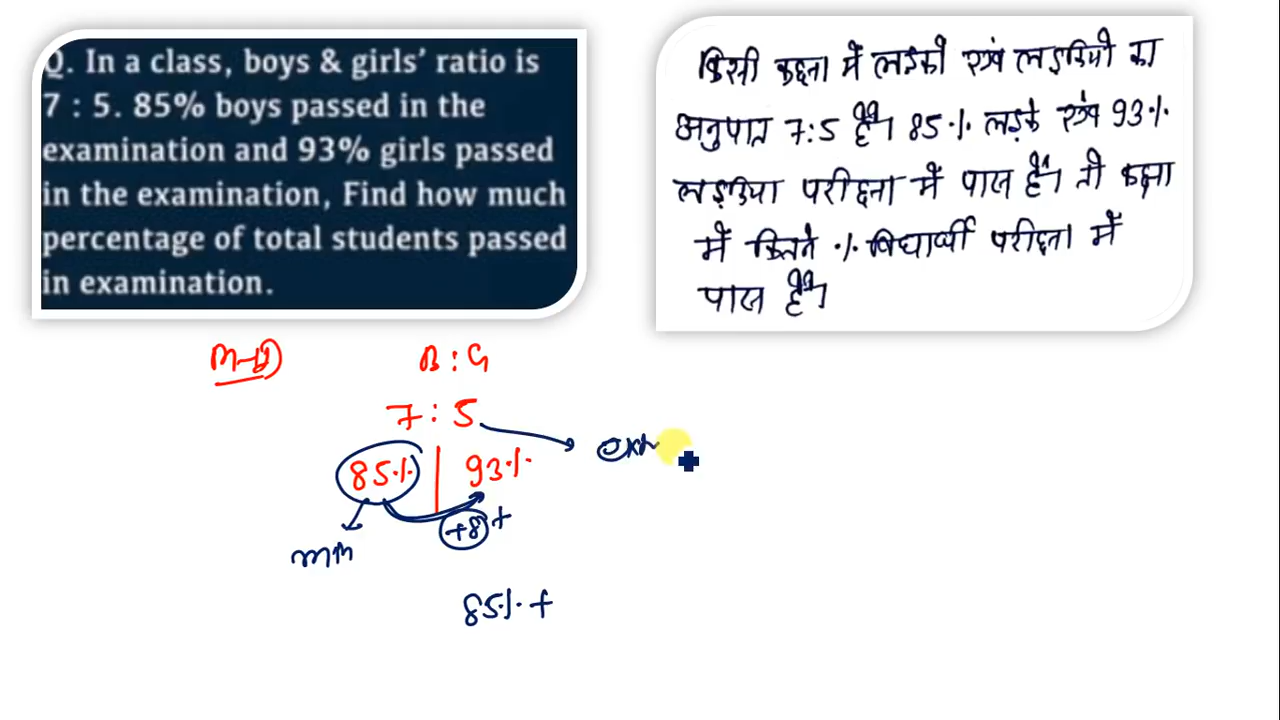 Q. In a class, boys & girls' ratio is
7 : 5. 85% boys passed in the
examination and 93% girls passed
in the examination, Find how much
percentage of total students passed
in examination.
किसी कक्षा में लड़को एवं लड़कियो का
अनुपात 7:5 है। 85% लड़के एवं 93%
लड़किया परीक्षा में पास है। तो कक्षा
में कितने % विद्यार्थी परीक्षा में
पास है।
B : G
7 : 5
85% 93%
+8
85% +